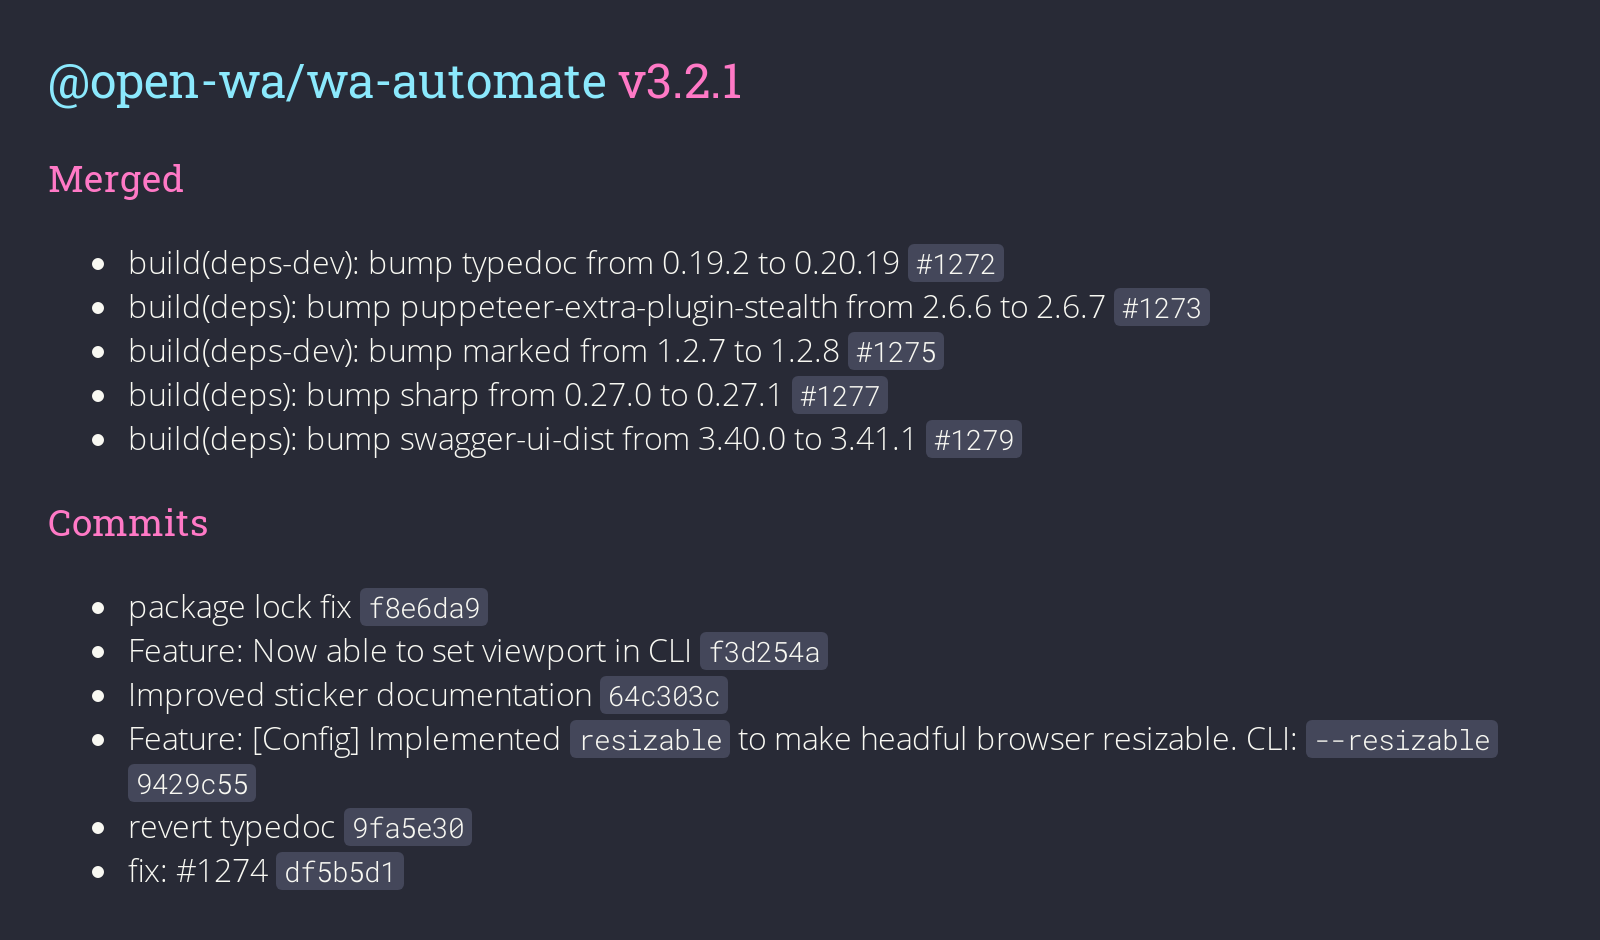 @open-wa/wa-automate v3.2.1
Merged
build(deps-dev): bump typedoc from 0.19.2 to 0.20.19 #1272
build(deps): bump puppeteer-extra-plugin-stealth from 2.6.6 to 2.6.7 #1273
build(deps-dev): bump marked from 1.2.7 to 1.2.8 #1275
build(deps): bump sharp from 0.27.0 to 0.27.1 #1277
build(deps): bump swagger-ui-dist from 3.40.0 to 3.41.1 #1279
Commits
package lock fix f8e6da9
Feature: Now able to set viewport in CLI f3d254a
Improved sticker documentation 64c303c
Feature: [Config] Implemented resizable to make headful browser resizable. CLI: --resizable
9429c55
revert typedoc 9fa5e30
fix: #1274 df5b5d1